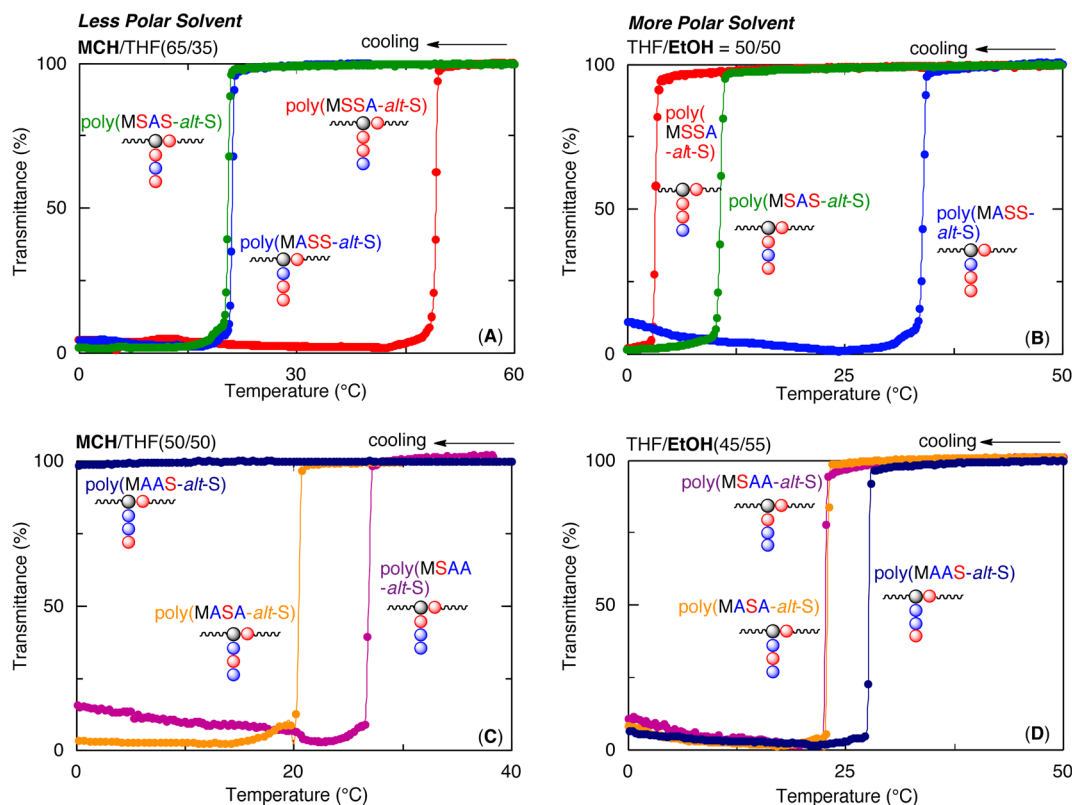 Less Polar Solvent
MCH/THF(65/35)
cooling
100
50
0
Transmittance (%)
poly(MSAS-alt-S)
poly(MSSA-alt-S)
poly(MASS-alt-S)
(A)
30
60
Temperature (°C)
More Polar Solvent
THF/EtOH = 50/50
cooling
100
50
0
Transmittance (%)
poly(
MSSA
-alt-S)
poly(MSAS-alt-S)
poly(MASS-
alt-S)
(B)
0
25
50
Temperature (°C)
MCH/THF(50/50)
cooling
100
50
0
Transmittance (%)
poly(MAAS-alt-S)
poly(MASA-alt-S)
poly(MSAA
-alt-S)
(C)
20
40
Temperature (°C)
THF/EtOH(45/55)
cooling
100
50
0
Transmittance (%)
poly(MSAA-alt-S)
poly(MASA-alt-S)
poly(MAAS-alt-S)
(D)
0
25
50
Temperature (°C)